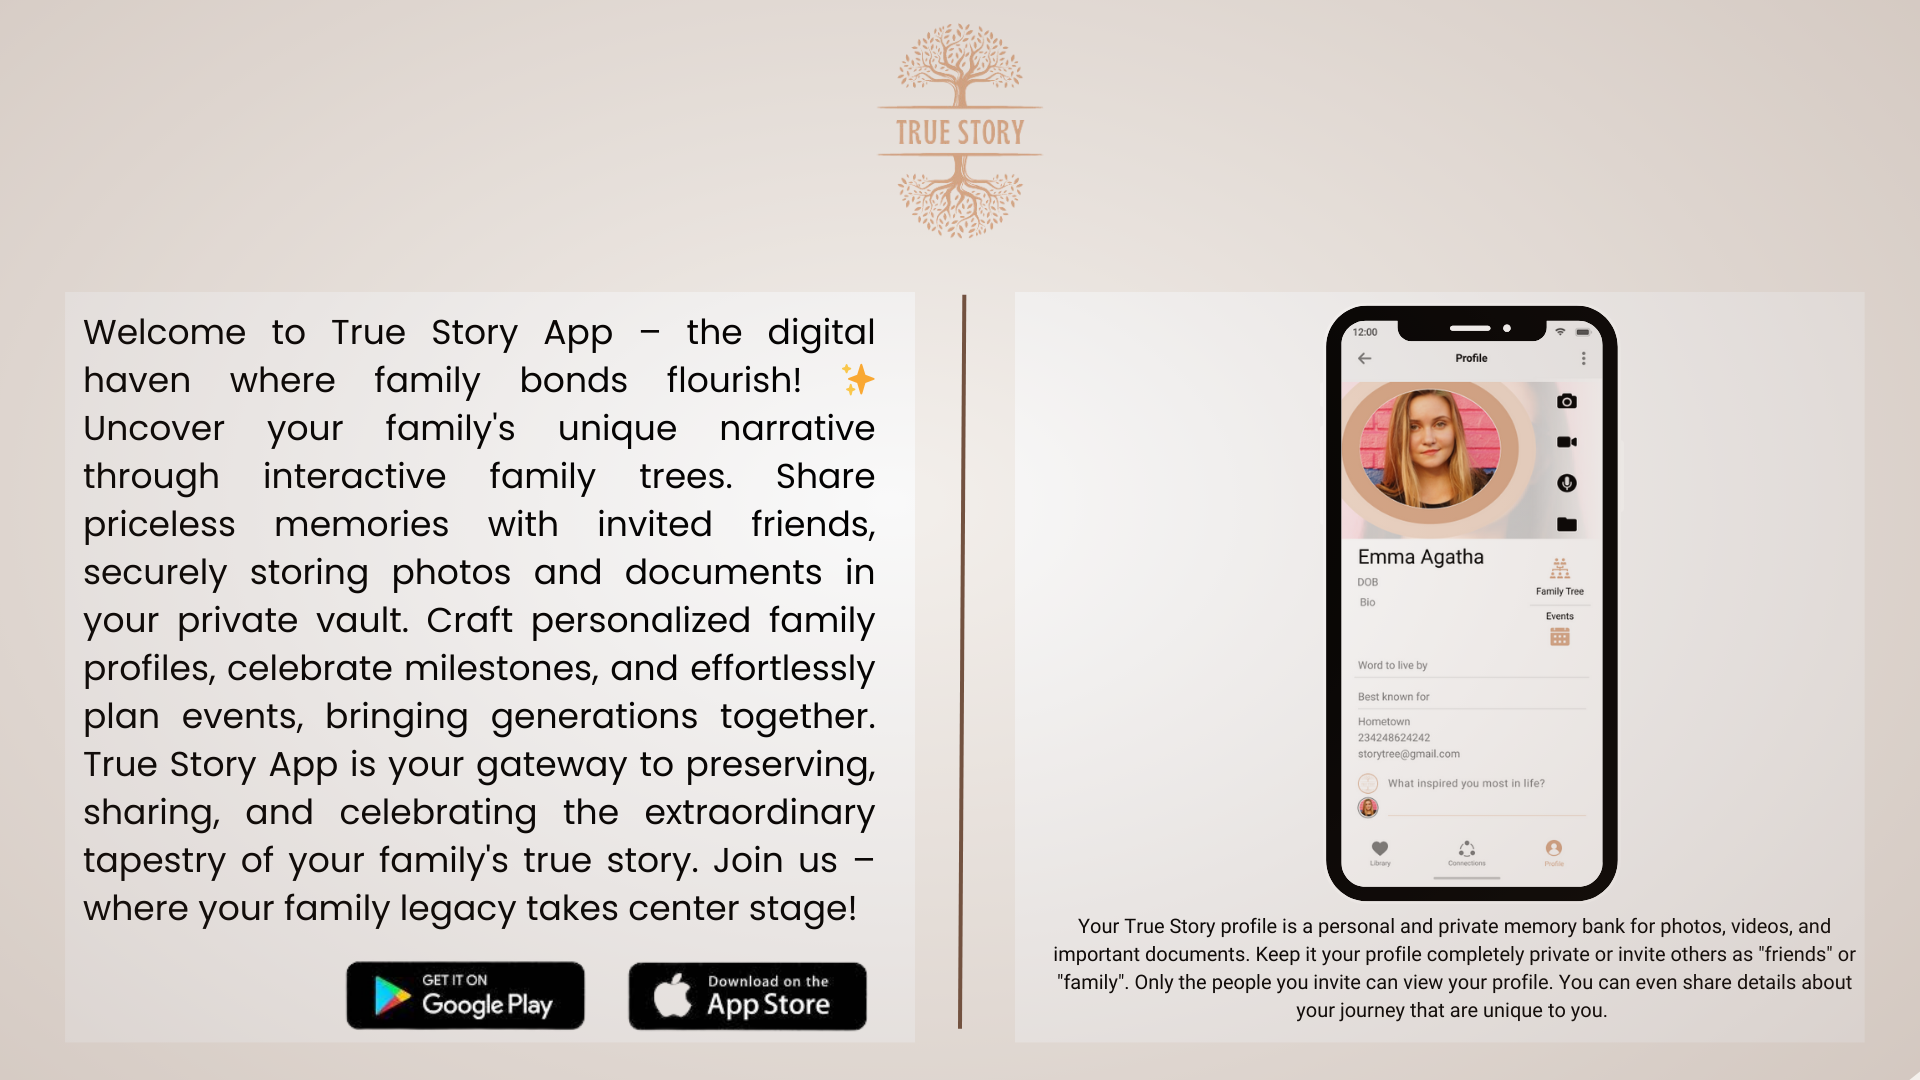 TRUE STORY
Welcome to True Story App – the digital
haven where family bonds flourish! ✨
Uncover your family's unique narrative
through interactive family trees. Share
priceless memories with invited friends,
securely storing photos and documents in
your private vault. Craft personalized family
profiles, celebrate milestones, and effortlessly
plan events, bringing generations together.
True Story App is your gateway to preserving,
sharing, and celebrating the extraordinary
tapestry of your family's true story. Join us –
where your family legacy takes center stage!
GET IT ON
Google Play
Download on the
App Store
12:00
Profile
Emma Agatha
DOB
Bio
Family Tree
Events
Word to live by
Best known for
Hometown
234248624242
storytree@gmail.com
What inspired you most in life?
Library
Connections
Profile
Your True Story profile is a personal and private memory bank for photos, videos, and
important documents. Keep it your profile completely private or invite others as "friends" or
"family". Only the people you invite can view your profile. You can even share details about
your journey that are unique to you.